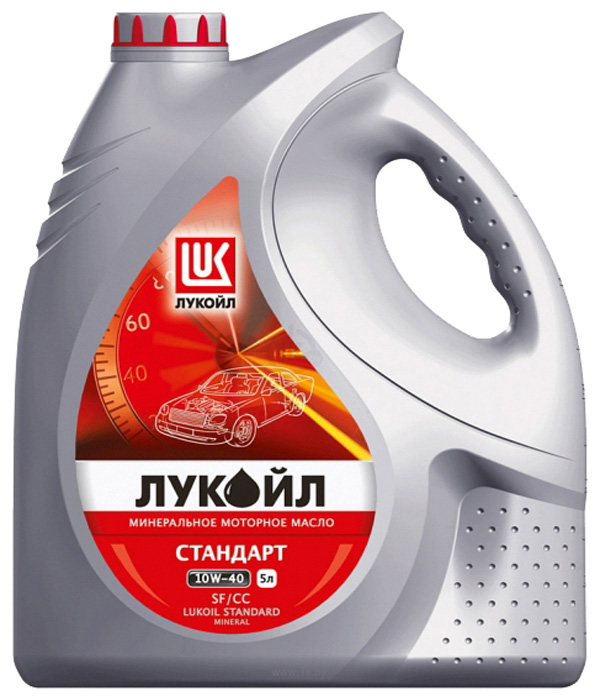 LUK
ЛУКОЙЛ
60
40
ЛУКОЙЛ
МИНЕРАЛЬНОЕ МОТОРНОЕ МАСЛО
СТАНДАРТ
10W-40 5л
SF/CC
LUKOIL STANDARD
MINERAL